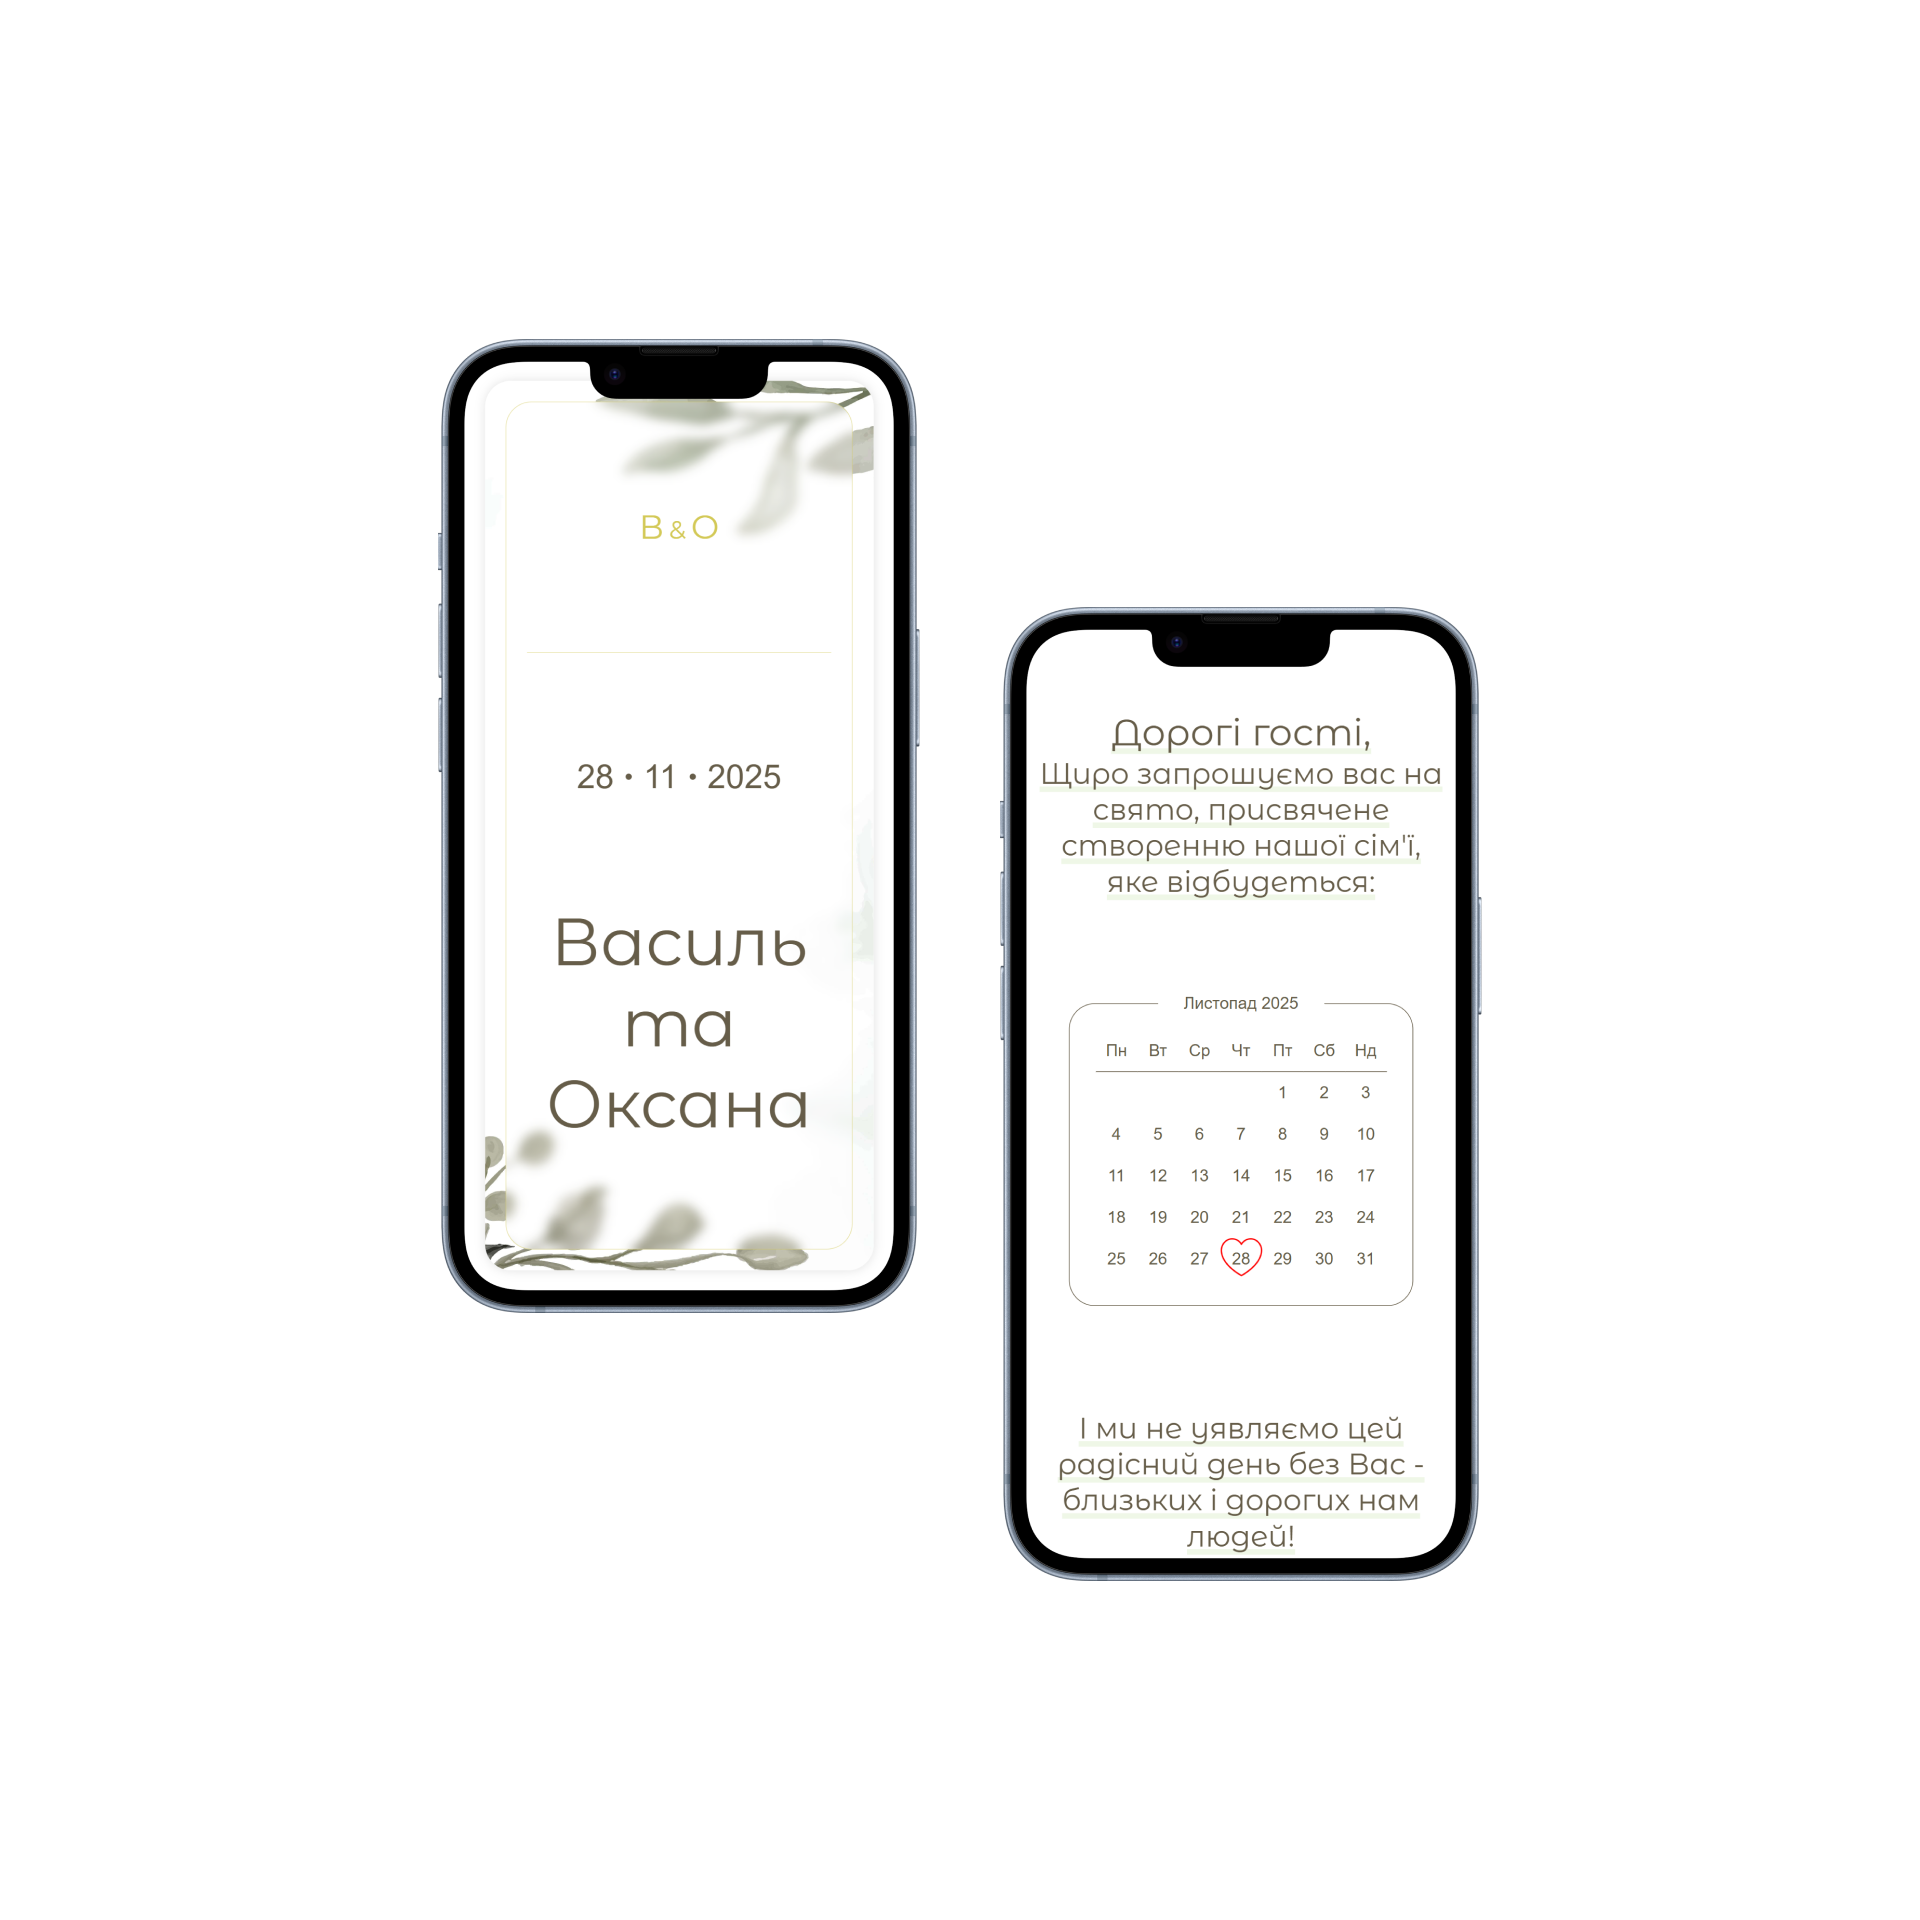 В & О
28 • 11 • 2025
Василь
та
Оксана
Дорогі гості,
Щиро запрошуємо вас на
свято, присвячене
створенню нашої сім'ї,
яке відбудеться:
Листопад 2025
Пн Вт Ср Чт Пт Сб Нд
1 2 3
4 5 6 7 8 9 10
11 12 13 14 15 16 17
18 19 20 21 22 23 24
25 26 27 28 29 30 31
І ми не уявляємо цей
радісний день без Вас -
близьких і дорогих нам
людей!